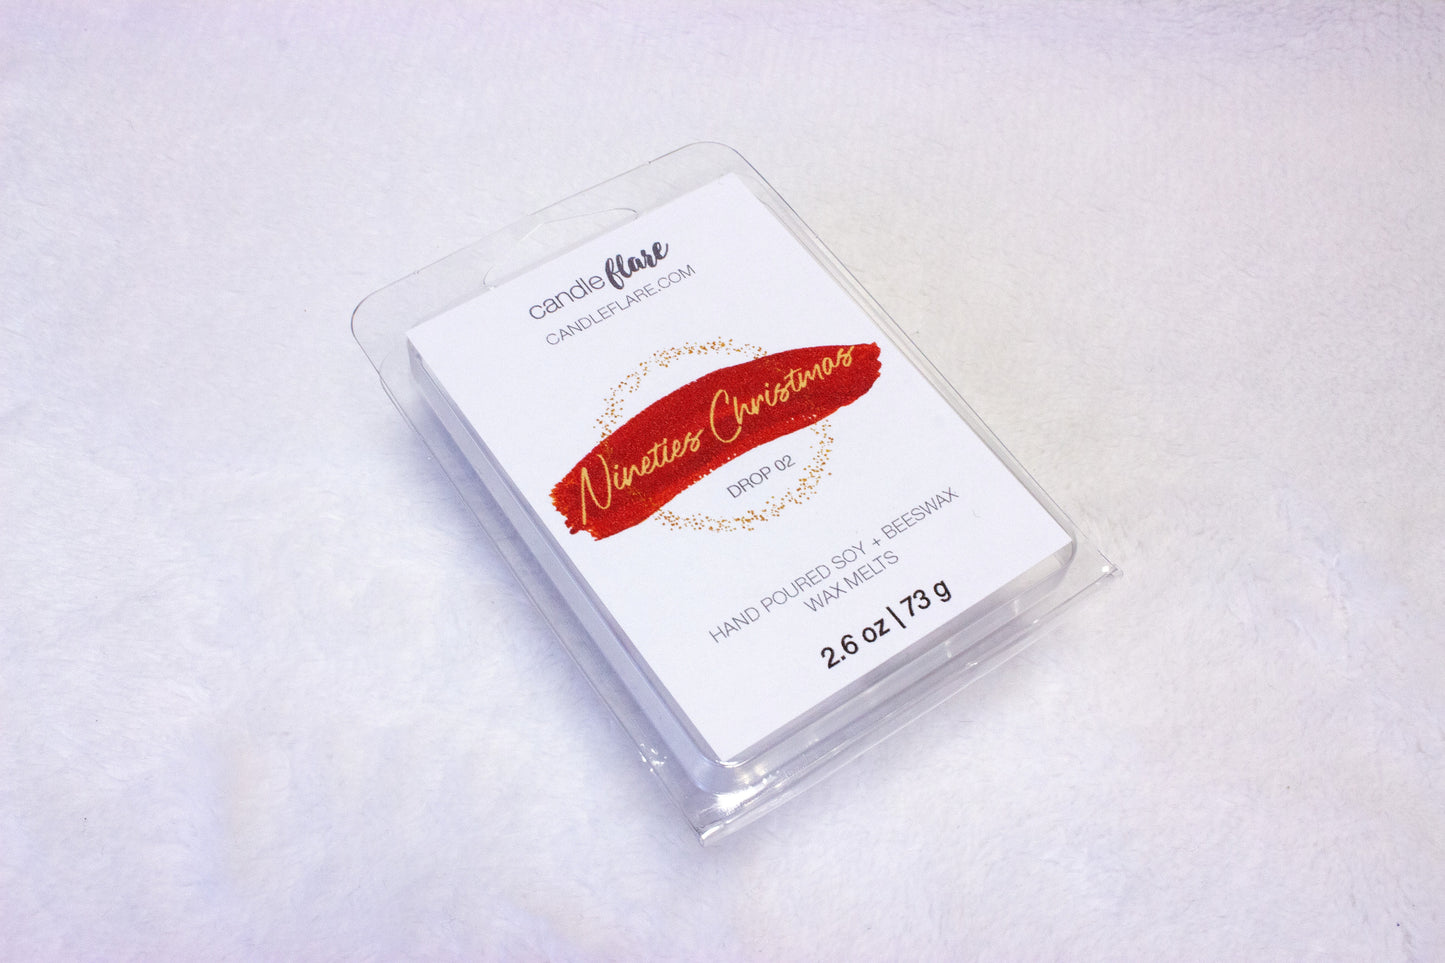 candle flare
CANDLEFLARE.COM
Nineties Christmas
DROP 02
HAND POURED SOY + BEESWAX
WAX MELTS
2.6 oz | 73 g